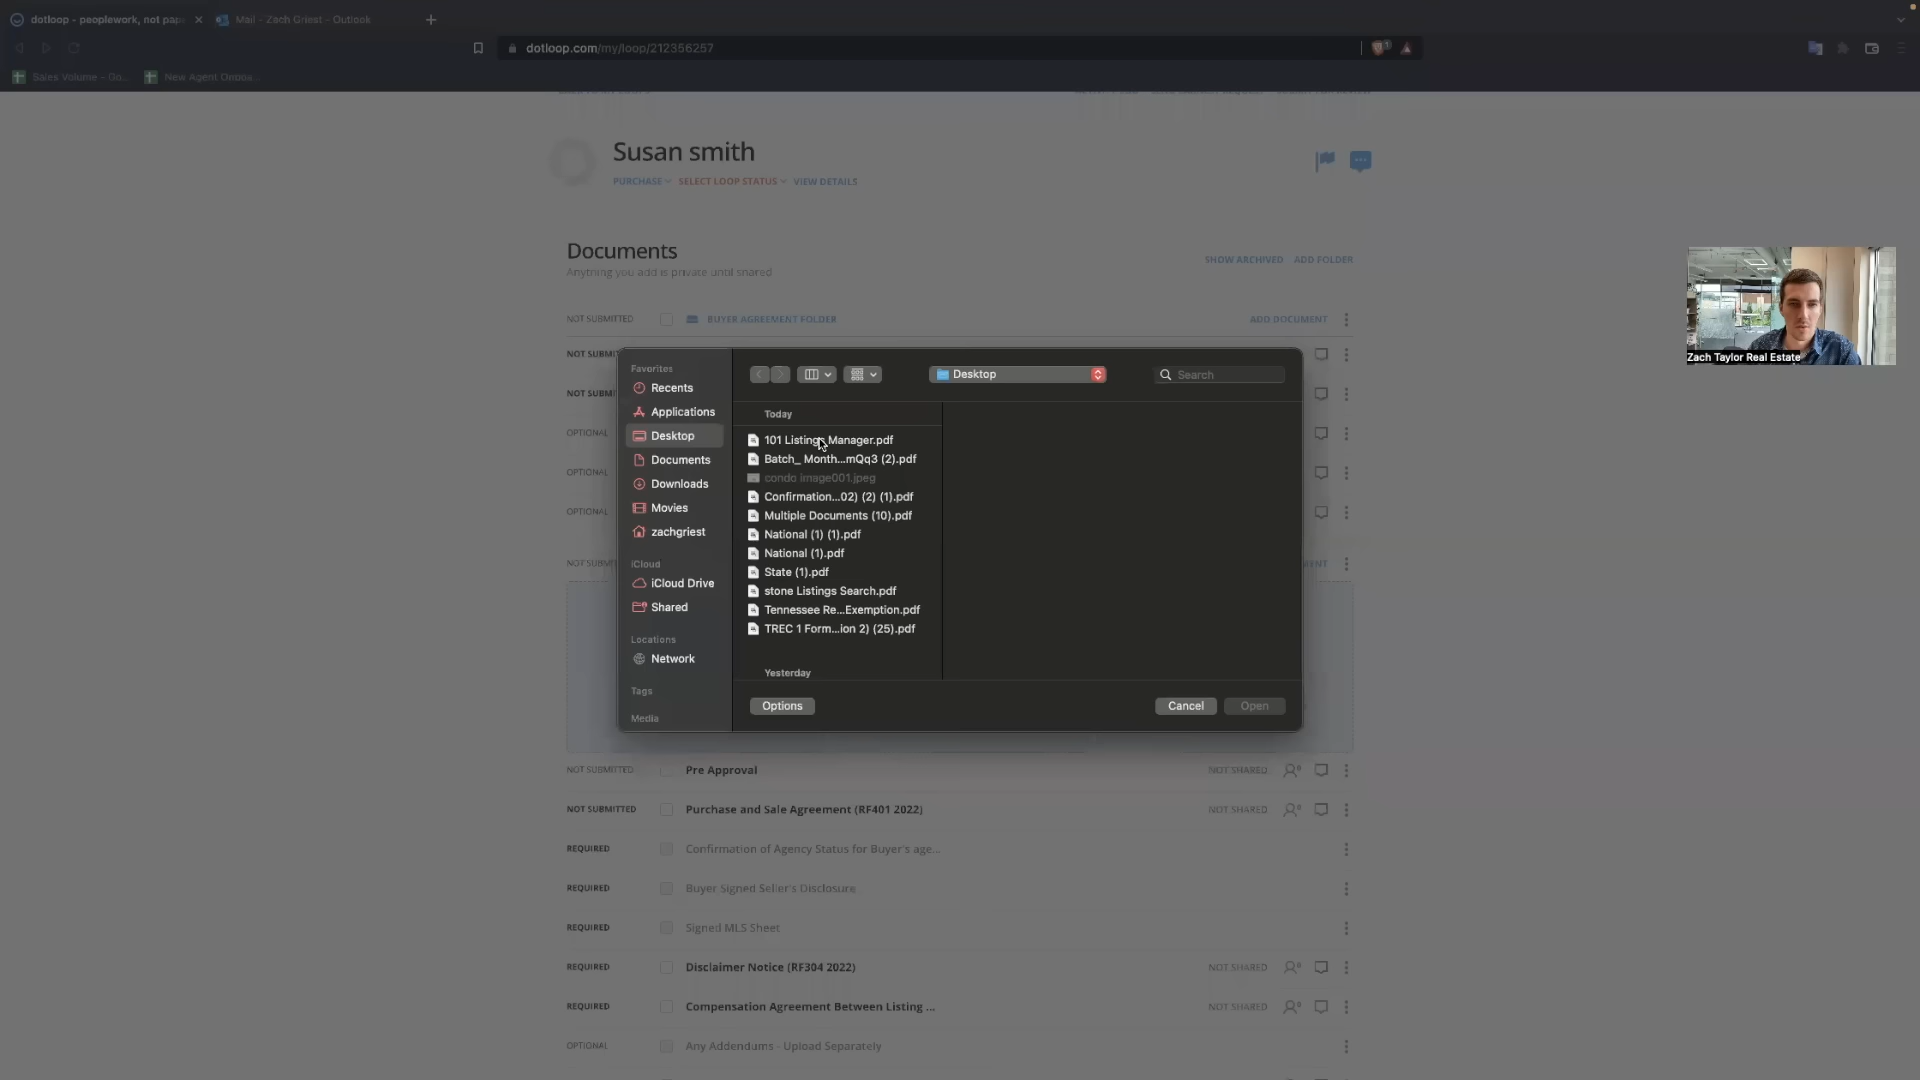 dotloop - peoplework, not pap
Mail - Zach Griest - Outlook
dotloop.com/my/loop/212356257
Sales Volume - Go...
New Agent Onboa...
Susan smith
PURCHASE SELECT LOOP STATUS VIEW DETAILS
Documents
Anything you add is private until shared
SHOW ARCHIVED ADD FOLDER
NOT SUBMITTED BUYER AGREEMENT FOLDER ADD DOCUMENT
Zach Taylor Real Estate
NOT SUBMI
NOT SUBMI
OPTIONAL
OPTIONAL
OPTIONAL
NOT SUBM
Favorites
Recents
Applications
Desktop
Documents
Downloads
Movies
zachgriest
iCloud
iCloud Drive
Shared
Locations
Network
Tags
Media
Desktop
Search
Today
101 Listings Manager.pdf
Batch_ Month...mQq3 (2).pdf
condo image001.jpeg
Confirmation...02) (2) (1).pdf
Multiple Documents (10).pdf
National (1) (1).pdf
National (1).pdf
State (1).pdf
stone Listings Search.pdf
Tennessee Re...Exemption.pdf
TREC 1 Form...ion 2) (25).pdf
Yesterday
Options
Cancel Open
NOT SUBMITTED Pre Approval NOT SHARED
NOT SUBMITTED Purchase and Sale Agreement (RF401 2022) NOT SHARED
REQUIRED Confirmation of Agency Status for Buyer's age...
REQUIRED Buyer Signed Seller's Disclosure
REQUIRED Signed MLS Sheet
REQUIRED Disclaimer Notice (RF304 2022) NOT SHARED
REQUIRED Compensation Agreement Between Listing ... NOT SHARED
OPTIONAL Any Addendums - Upload Separately